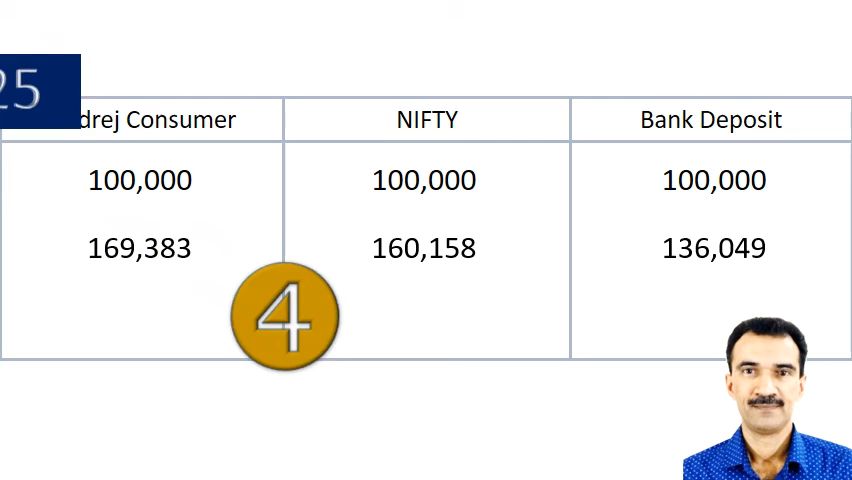 25
drej Consumer NIFTY Bank Deposit
100,000 100,000 100,000
169,383 160,158 136,049
4